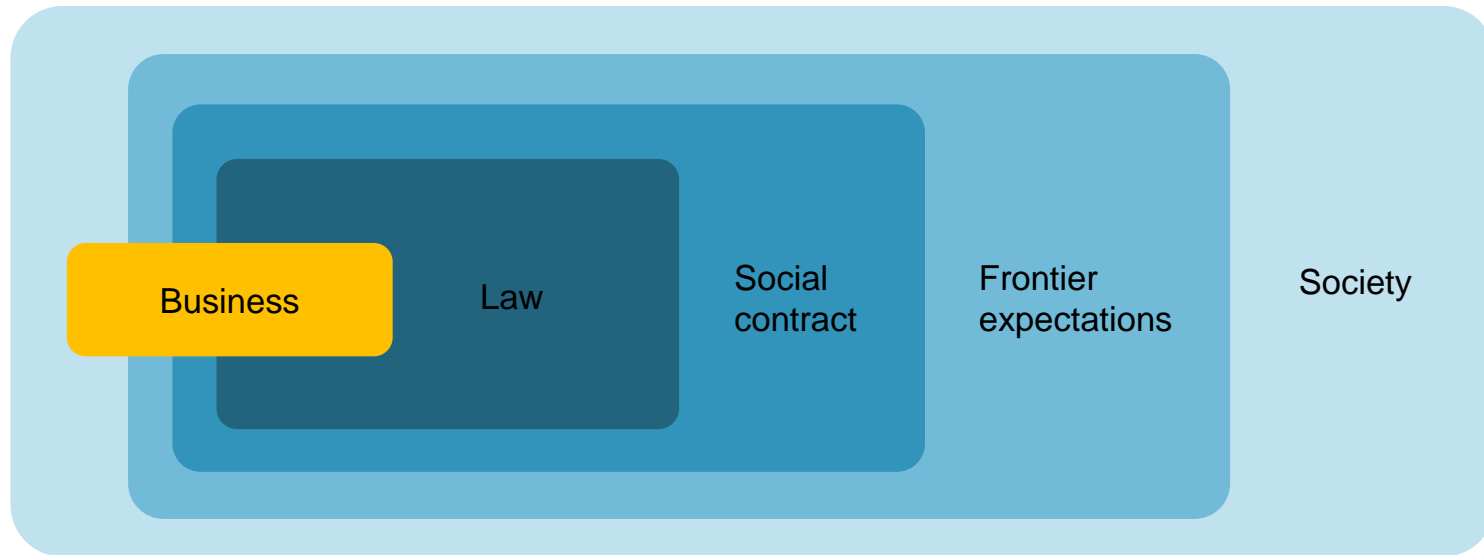 Business
Law
Social
contract
Frontier
expectations
Society